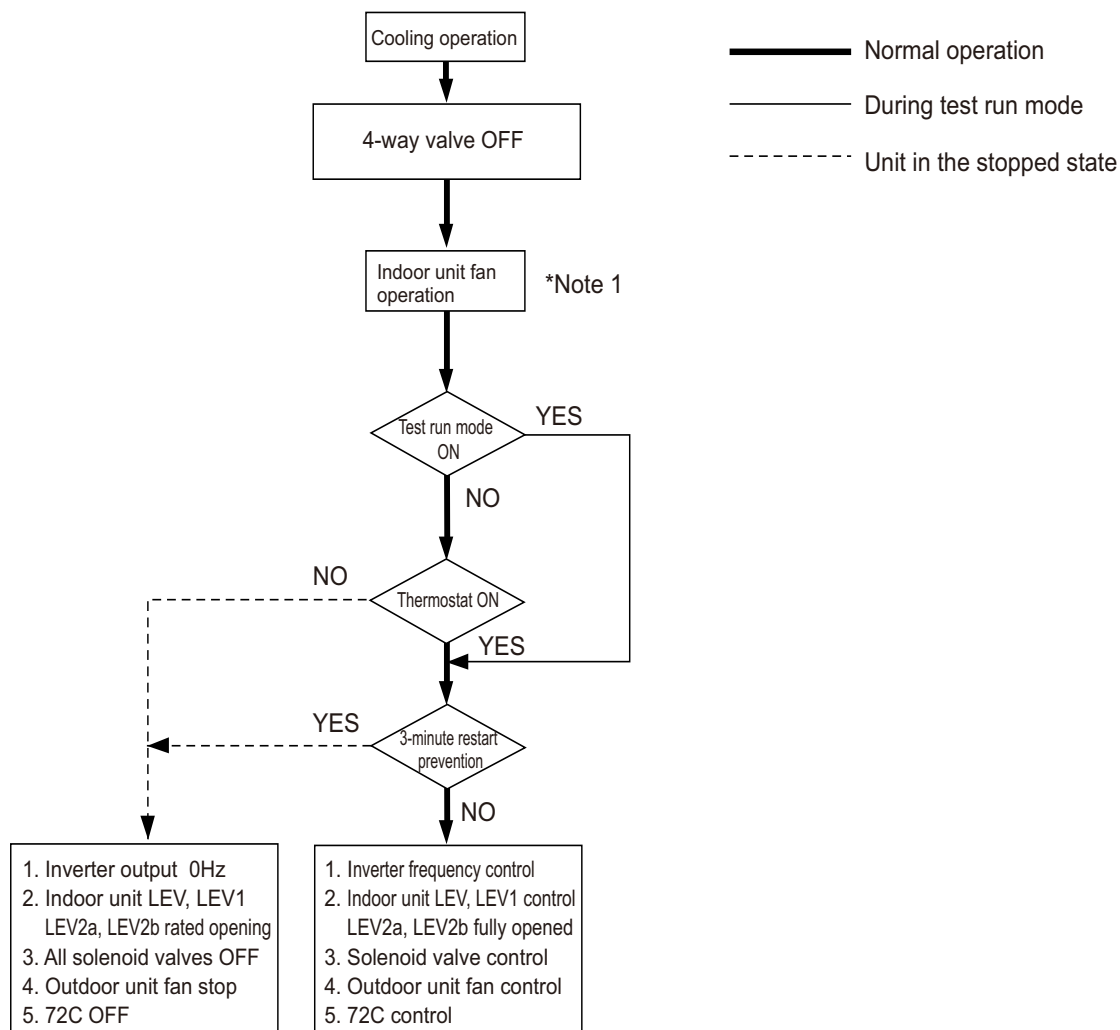 Cooling operation
Normal operation
During test run mode
4-way valve OFF
Unit in the stopped state
Indoor unit fan
operation
*Note 1
YES
Test run mode
ON
NO
NO
Thermostat ON
YES
YES
3-minute restart
prevention
NO
1. Inverter output 0Hz
2. Indoor unit LEV, LEV1
LEV2a, LEV2b rated opening
3. All solenoid valves OFF
4. Outdoor unit fan stop
5. 72C OFF
1. Inverter frequency control
2. Indoor unit LEV, LEV1 control
LEV2a, LEV2b fully opened
3. Solenoid valve control
4. Outdoor unit fan control
5. 72C control